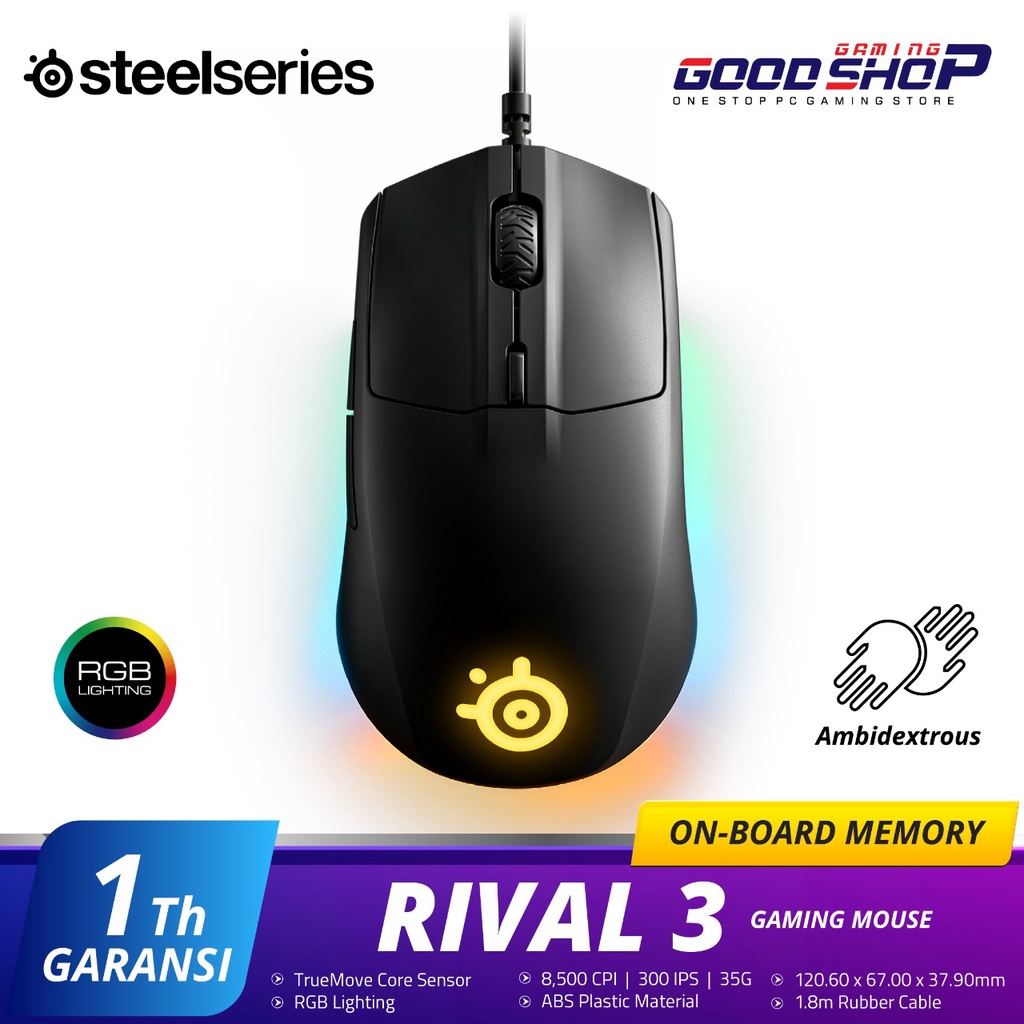 steelseries
GAMING
GOOD SHOP
ONE STOP PC GAMING STORE
RGB
LIGHTING
Ambidextrous
ON-BOARD MEMORY
1 Th
GARANSI
RIVAL 3 GAMING MOUSE
TrueMove Core Sensor
RGB Lighting
8,500 CPI | 300 IPS | 35G
ABS Plastic Material
120.60 x 67.00 x 37.90mm
1.8m Rubber Cable